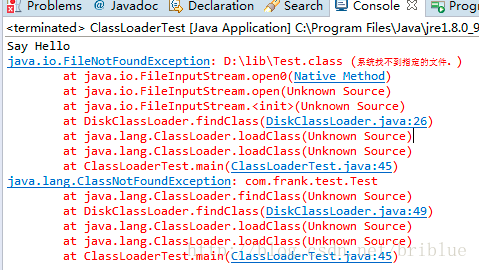 Problems @ Javadoc Declaration Search Console
<terminated> ClassLoaderTest [Java Application] C:\Program Files\Java\jre1.8.0_9
Say Hello
java.io.FileNotFoundException: D:\lib\Test.class (系统找不到指定的文件。)
at java.io.FileInputStream.open0(Native Method)
at java.io.FileInputStream.open(Unknown Source)
at java.io.FileInputStream.<init>(Unknown Source)
at DiskClassLoader.findClass(DiskClassLoader.java:26)
at java.lang.ClassLoader.loadClass(Unknown Source)
at java.lang.ClassLoader.loadClass(Unknown Source)
at ClassLoaderTest.main(ClassLoaderTest.java:45)
java.lang.ClassNotFoundException: com.frank.test.Test
at java.lang.ClassLoader.findClass(Unknown Source)
at DiskClassLoader.findClass(DiskClassLoader.java:49)
at java.lang.ClassLoader.loadClass(Unknown Source)
at java.lang.ClassLoader.loadClass(Unknown Source)
at ClassLoaderTest.main(ClassLoaderTest.java:45)
http://blog.csdn.net/briblue